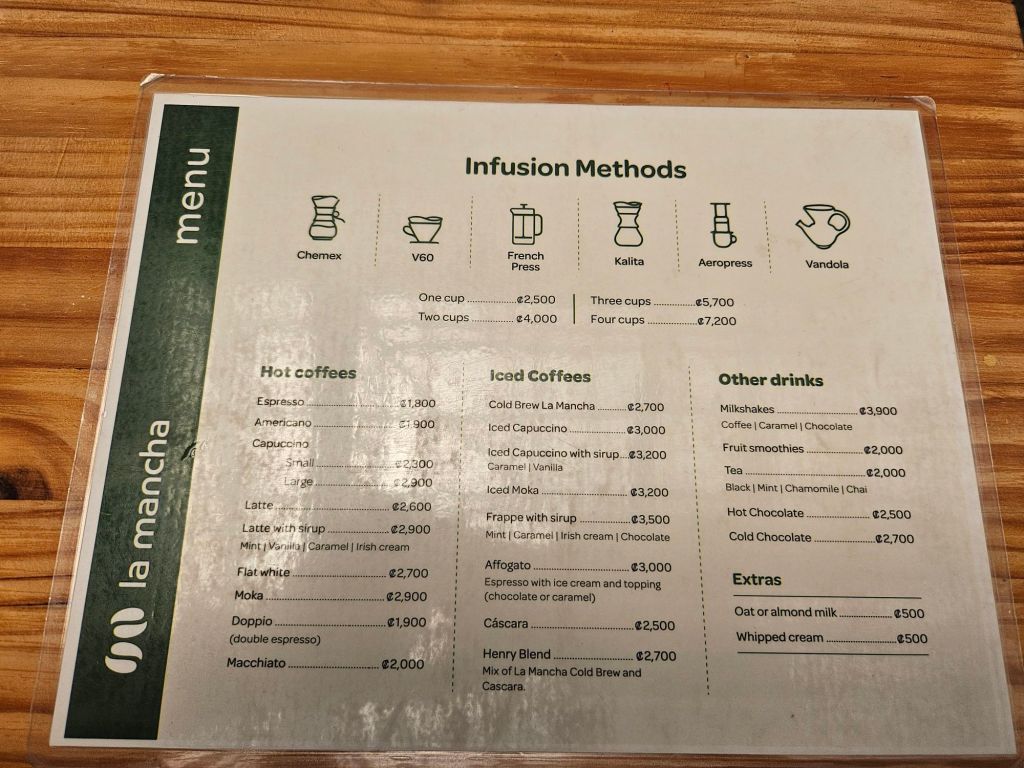 menu
la mancha
Infusion Methods
Chemex
V60
French
Press
Kalita
Aeropress
Vandola
One cup ₡2,500
Two cups ₡4,000
Three cups ₡5,700
Four cups ₡7,200
Hot coffees
Espresso ₡1,800
Americano ₡1,900
Capuccino
Small ₡2,300
Large ₡2,900
Latte ₡2,600
Latte with sirup ₡2,900
Mint | Vanilla | Caramel | Irish cream
Flat white ₡2,700
Moka ₡2,900
Doppio ₡1,900
(double espresso)
Macchiato ₡2,000
Iced Coffees
Cold Brew La Mancha ₡2,700
Iced Capuccino ₡3,000
Iced Capuccino with sirup ₡3,200
Caramel | Vanilla
Iced Moka ₡3,200
Frappe with sirup ₡3,500
Mint | Caramel | Irish cream | Chocolate
Affogato ₡3,000
Espresso with ice cream and topping
(chocolate or caramel)
Cáscara ₡2,500
Henry Blend ₡2,700
Mix of La Mancha Cold Brew and
Cascara.
Other drinks
Milkshakes ₡3,900
Coffee | Caramel | Chocolate
Fruit smoothies ₡2,000
Tea ₡2,000
Black | Mint | Chamomile | Chai
Hot Chocolate ₡2,500
Cold Chocolate ₡2,700
Extras
Oat or almond milk ₡500
Whipped cream ₡500